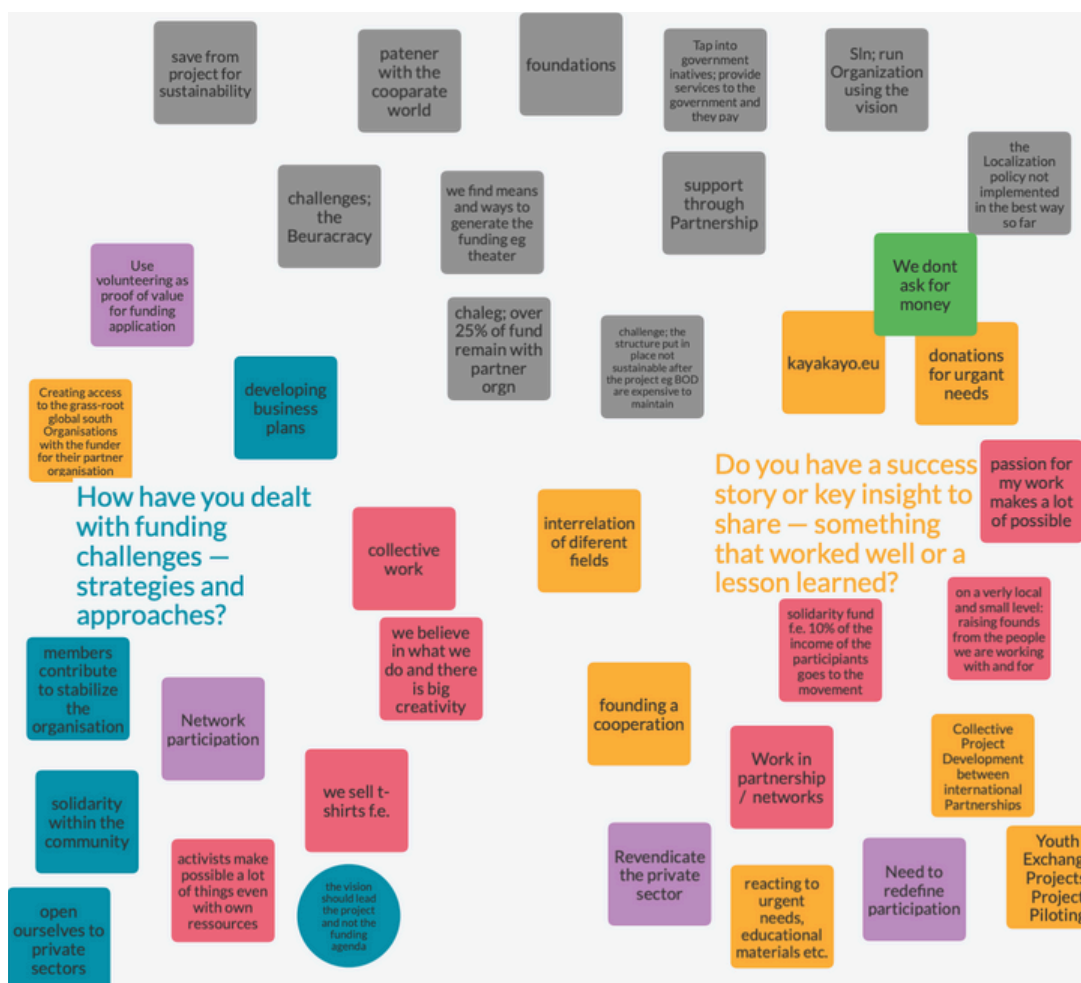 save from
project for
sustainability
patener
with the
cooparate
world
foundations
Tap into
government
inatives; provide
services to the
government and
they pay
Sln; run
Organization
using the
vision
challenges;
the
Beuracracy
we find means
and ways to
generate the
funding eg
theater
support
through
Partnership
the
Localization
policy not
implemented
in the best way
so far
Use
volunteering as
proof of value
for funding
application
chaleg; over
25% of fund
remain with
partner
orgn
challenge; the
structure put in
place not
sustainable after
the project eg BOD
are expensive to
maintain
We dont
ask for
money
kayakayo.eu
donations
for urgant
needs
Creating access
to the grass-root
global south
Organisations
with the funder
for their partner
organisation
developing
business
plans
How have you dealt
with funding
challenges —
strategies and
approaches?
collective
work
interrelation
of diferent
fields
Do you have a success
story or key insight to
share — something
that worked well or a
lesson learned?
passion for
my work
makes a lot
of possible
members
contribute
to stabilize
the
organisation
Network
participation
we believe
in what we
do and there
is big
creativity
founding a
cooperation
solidarity fund
f.e. 10% of the
income of the
participiants
goes to the
movement
on a verly local
and small level:
raising founds
from the people
we are working
with and for
solidarity
within the
community
we sell t-
shirts f.e.
Work in
partnership
/ networks
Collective
Project
Development
between
international
Partnerships
open
ourselves to
private
sectors
activists make
possible a lot
of things even
with own
ressources
the vision
should lead
the project
and not the
funding
agenda
Revendicate
the private
sector
reacting to
urgent
needs,
educational
materials etc.
Need to
redefine
participation
Youth
Exchang
Projects
Project
Piloting